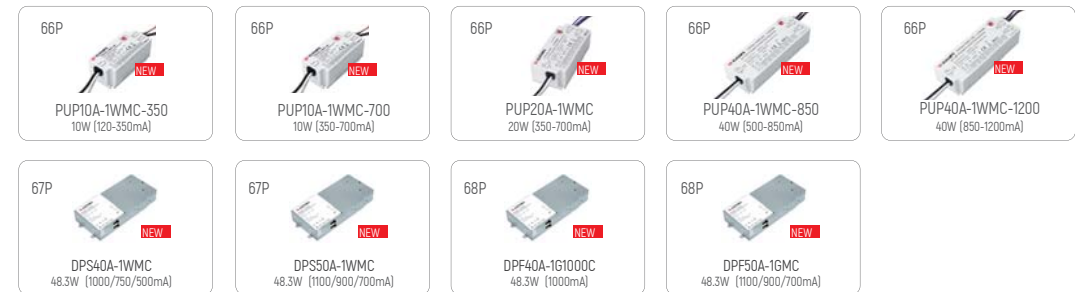 66P
NEW
PUP10A-1WMC-350
10W (120-350mA)
66P
NEW
PUP10A-1WMC-700
10W (350-700mA)
66P
NEW
PUP20A-1WMC
20W (350-700mA)
66P
NEW
PUP40A-1WMC-850
40W (500-850mA)
66P
NEW
PUP40A-1WMC-1200
40W (850-1200mA)
67P
NEW
DPS40A-1WMC
48.3W (1000/750/500mA)
67P
NEW
DPS50A-1WMC
48.3W (1100/900/700mA)
68P
NEW
DPF40A-1G1000C
48.3W (1000mA)
68P
NEW
DPF50A-1GMC
48.3W (1100/900/700mA)